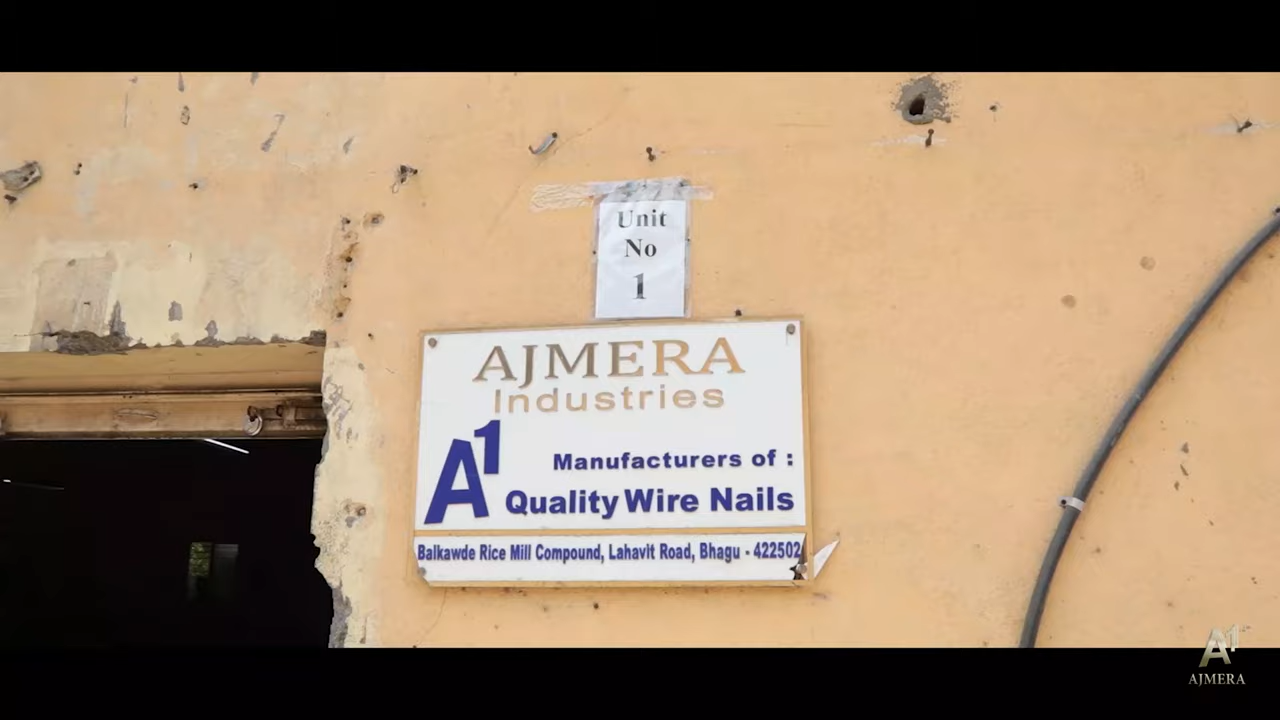 Unit
No
1
AJMERA
Industries
A1
Manufacturers of :
Quality Wire Nails
Balkawde Rice Mill Compound, Lahavit Road, Bhagu - 422502
A1
AJMERA